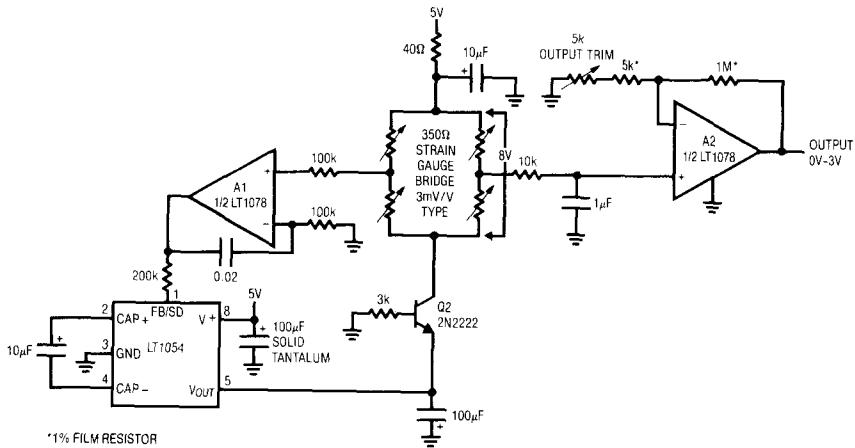 5V
40Ω
10μF
+
5k
OUTPUT TRIM
5k*
1M*
−
A2
1/2 LT1078
+
OUTPUT
0V-3V
350Ω
STRAIN
GAUGE
BRIDGE
3mV/V
TYPE
8V
10k
1μF
100k
+
A1
1/2 LT1078
−
100k
0.02
200k
1
FB/SD
2
CAP+
8
V+
5V
+
100μF
SOLID
TANTALUM
10μF
+
3
GND
LT1054
4
CAP−
VOUT
5
3k
Q2
2N2222
100μF
+
*1% FILM RESISTOR